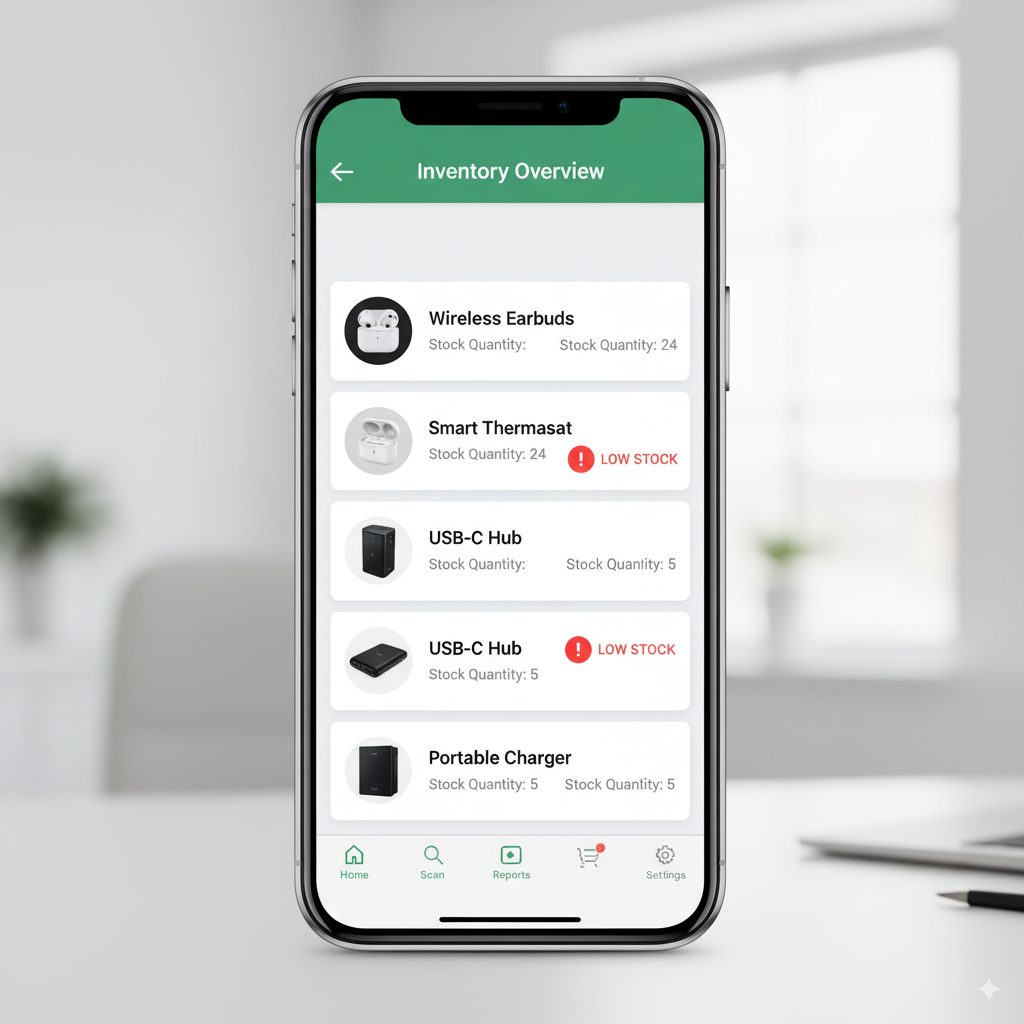 Inventory Overview
Wireless Earbuds
Stock Quantity: Stock Quantity: 24
Smart Thermasat
Stock Quantity: 24 ! LOW STOCK
USB-C Hub
Stock Quantity: Stock Quantity: 5
USB-C Hub ! LOW STOCK
Stock Quantity: 5
Portable Charger
Stock Quantity: 5 Stock Quantity: 5
Home Scan Reports Settings